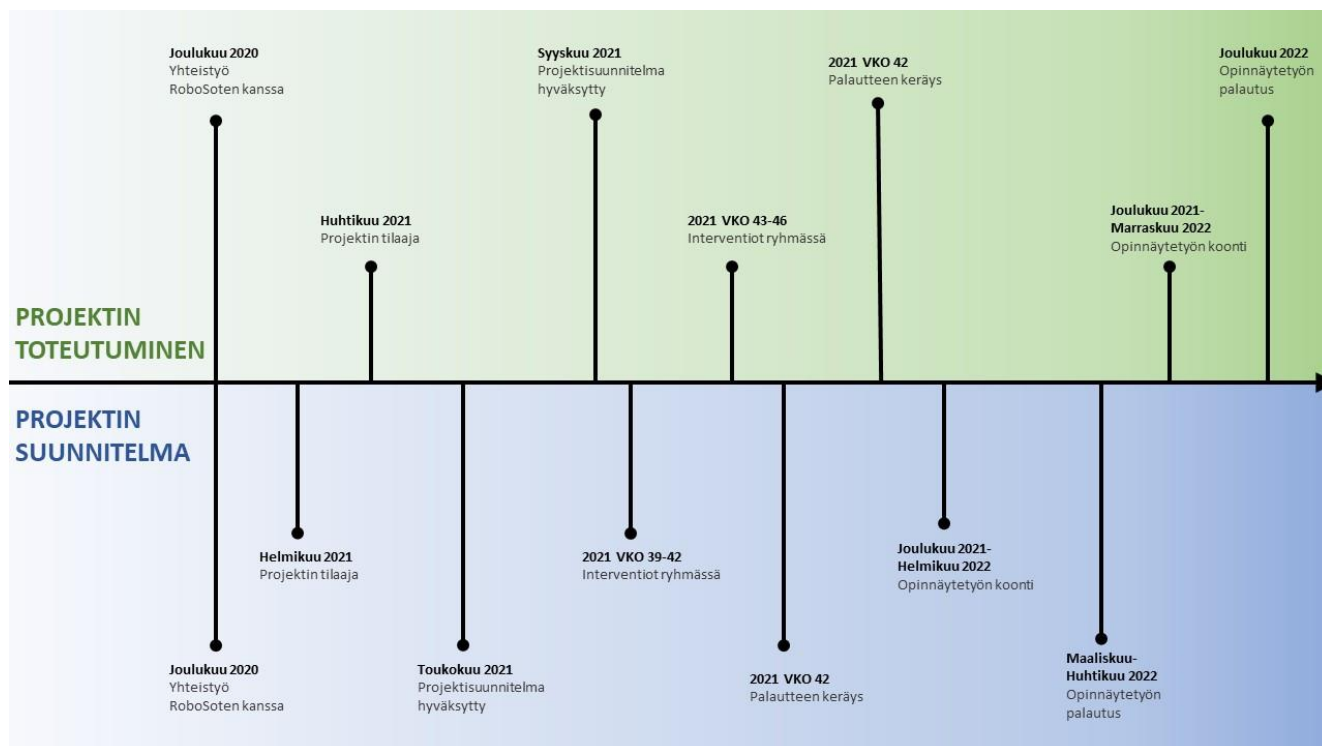 Joulukuu 2020
Yhteistyö
RoboSoten kanssa
Huhtikuu 2021
Projektin tilaaja
Syyskuu 2021
Projektisuunnitelma
hyväksytty
2021 VKO 43-46
Interventiot ryhmässä
2021 VKO 42
Palautteen keräys
Joulukuu 2021-
Marraskuu 2022
Opinnäytetyön koonti
Joulukuu 2022
Opinnäytetyön
palautus
PROJEKTIN
TOTEUTUMINEN
PROJEKTIN
SUUNNITELMA
Joulukuu 2020
Yhteistyö
RoboSoten kanssa
Helmikuu 2021
Projektin tilaaja
Toukokuu 2021
Projektisuunnitelma
hyväksytty
2021 VKO 39-42
Interventiot ryhmässä
2021 VKO 42
Palautteen keräys
Joulukuu 2021-
Helmikuu 2022
Opinnäytetyön koonti
Maaliskuu-
Huhtikuu 2022
Opinnäytetyön
palautus